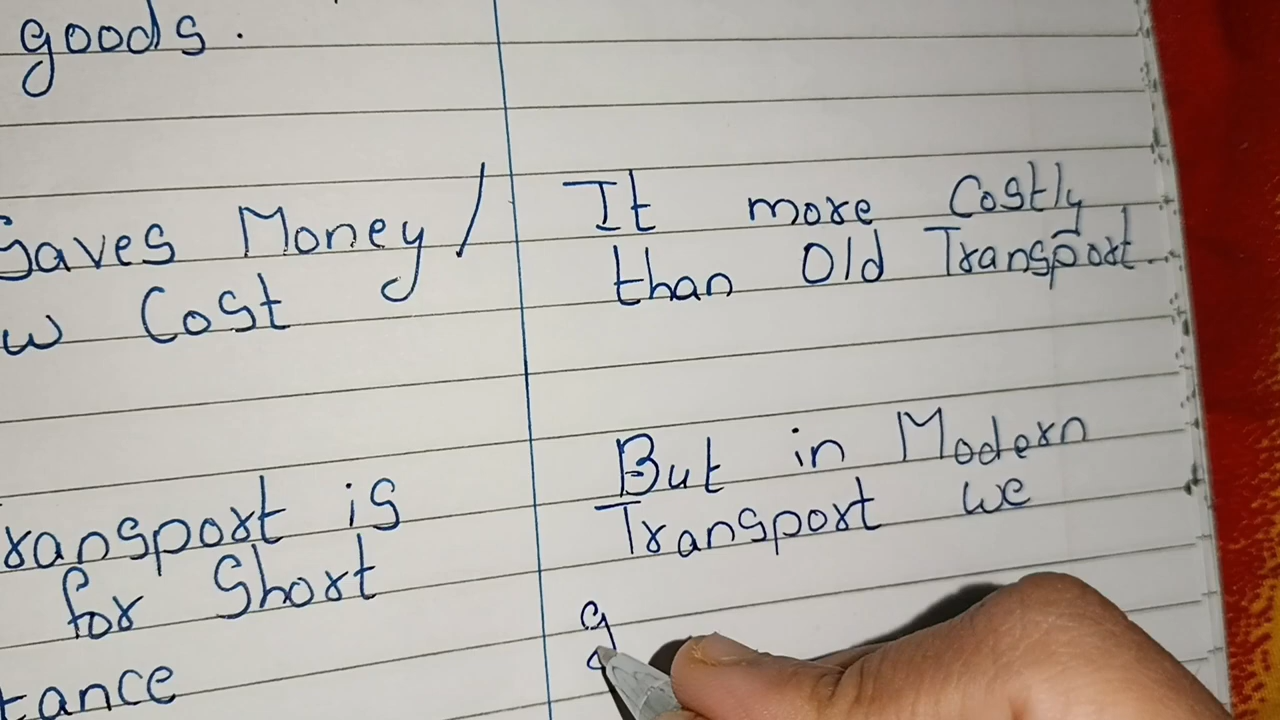 goods.
Saves Money/
w Cost
ransport is
for Short
tance
It more Costly
than Old Transport
But in Modern
Transport we
g